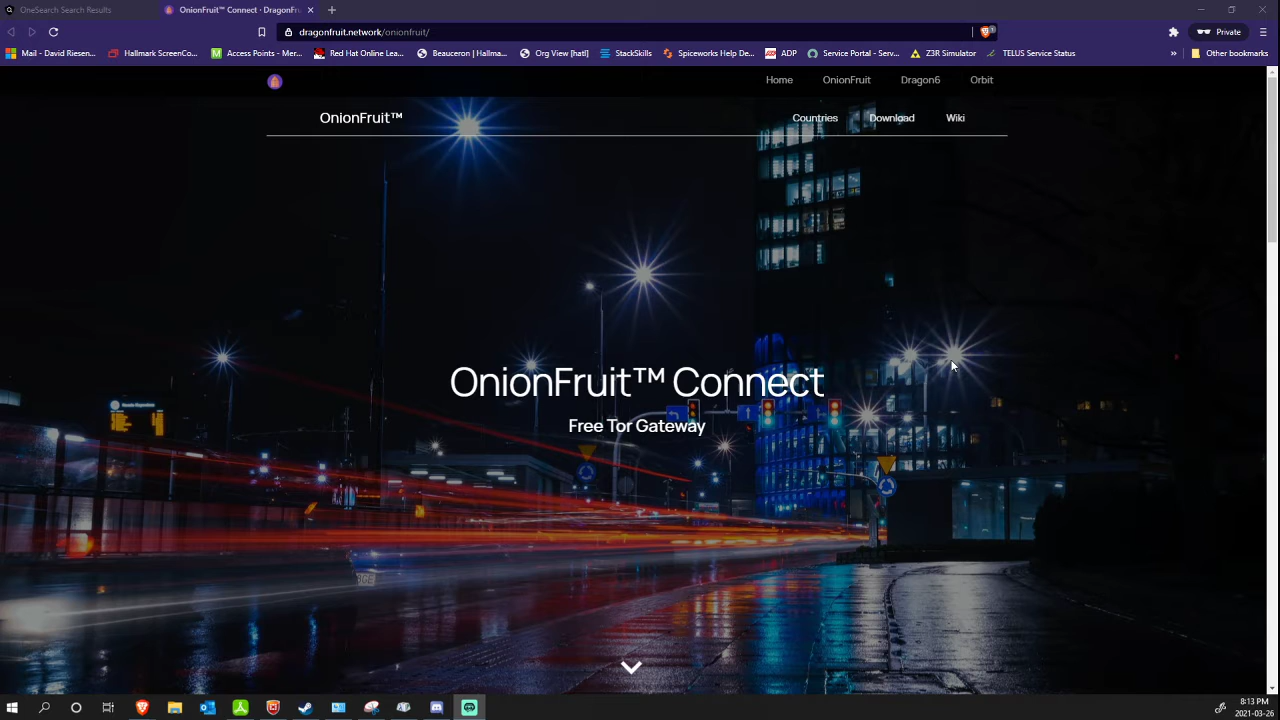 OneSearch Search Results
OnionFruit™ Connect · DragonFru
dragonfruit.network/onionfruit/
Private
Mail - David Riesen...
Hallmark ScreenCo...
Access Points - Mer...
Red Hat Online Lea...
Beauceron | Hallma...
Org View [hatl]
StackSkills
Spiceworks Help De...
ADP
Service Portal - Serv...
Z3R Simulator
TELUS Service Status
»
Other bookmarks
Home
OnionFruit
Dragon6
Orbit
OnionFruit™
Countries
Download
Wiki
OnionFruit™ Connect
Free Tor Gateway
8:13 PM
2021-03-26